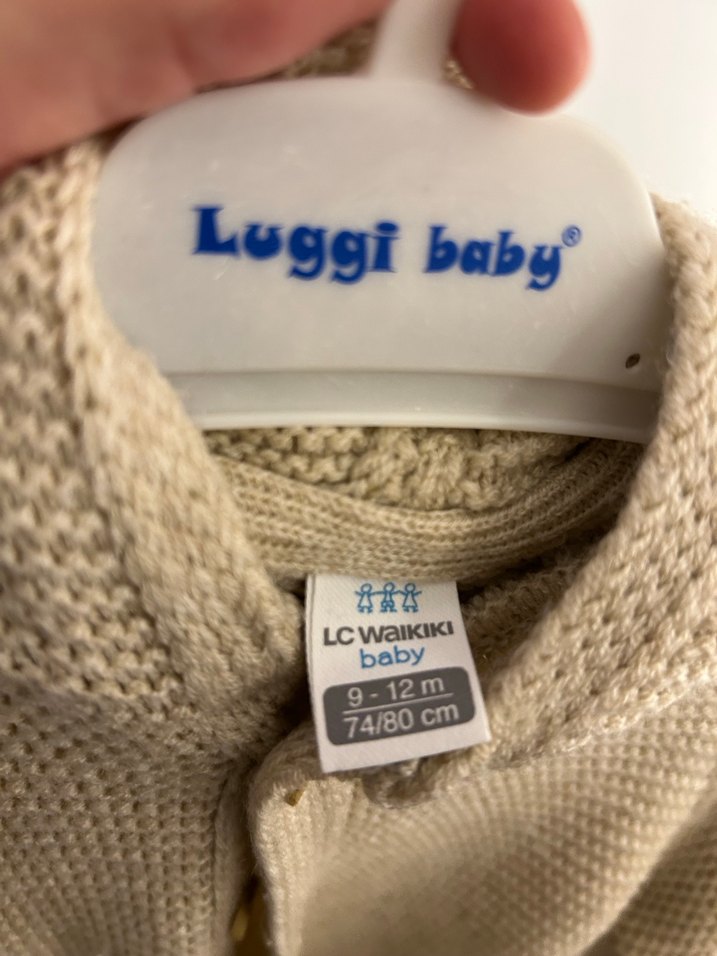 Luggi baby®
LC WAIKIKI
baby
9 - 12 m
74/80 cm